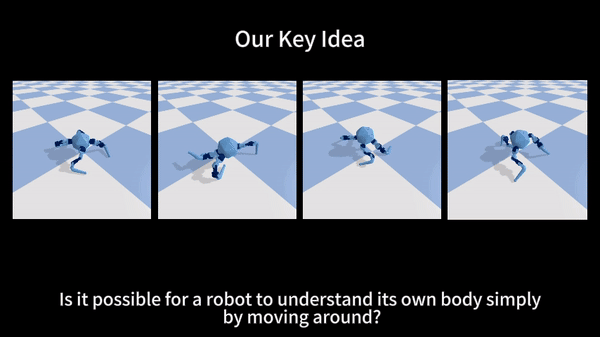 Our Key Idea
Is it possible for a robot to understand its own body simply
by moving around?